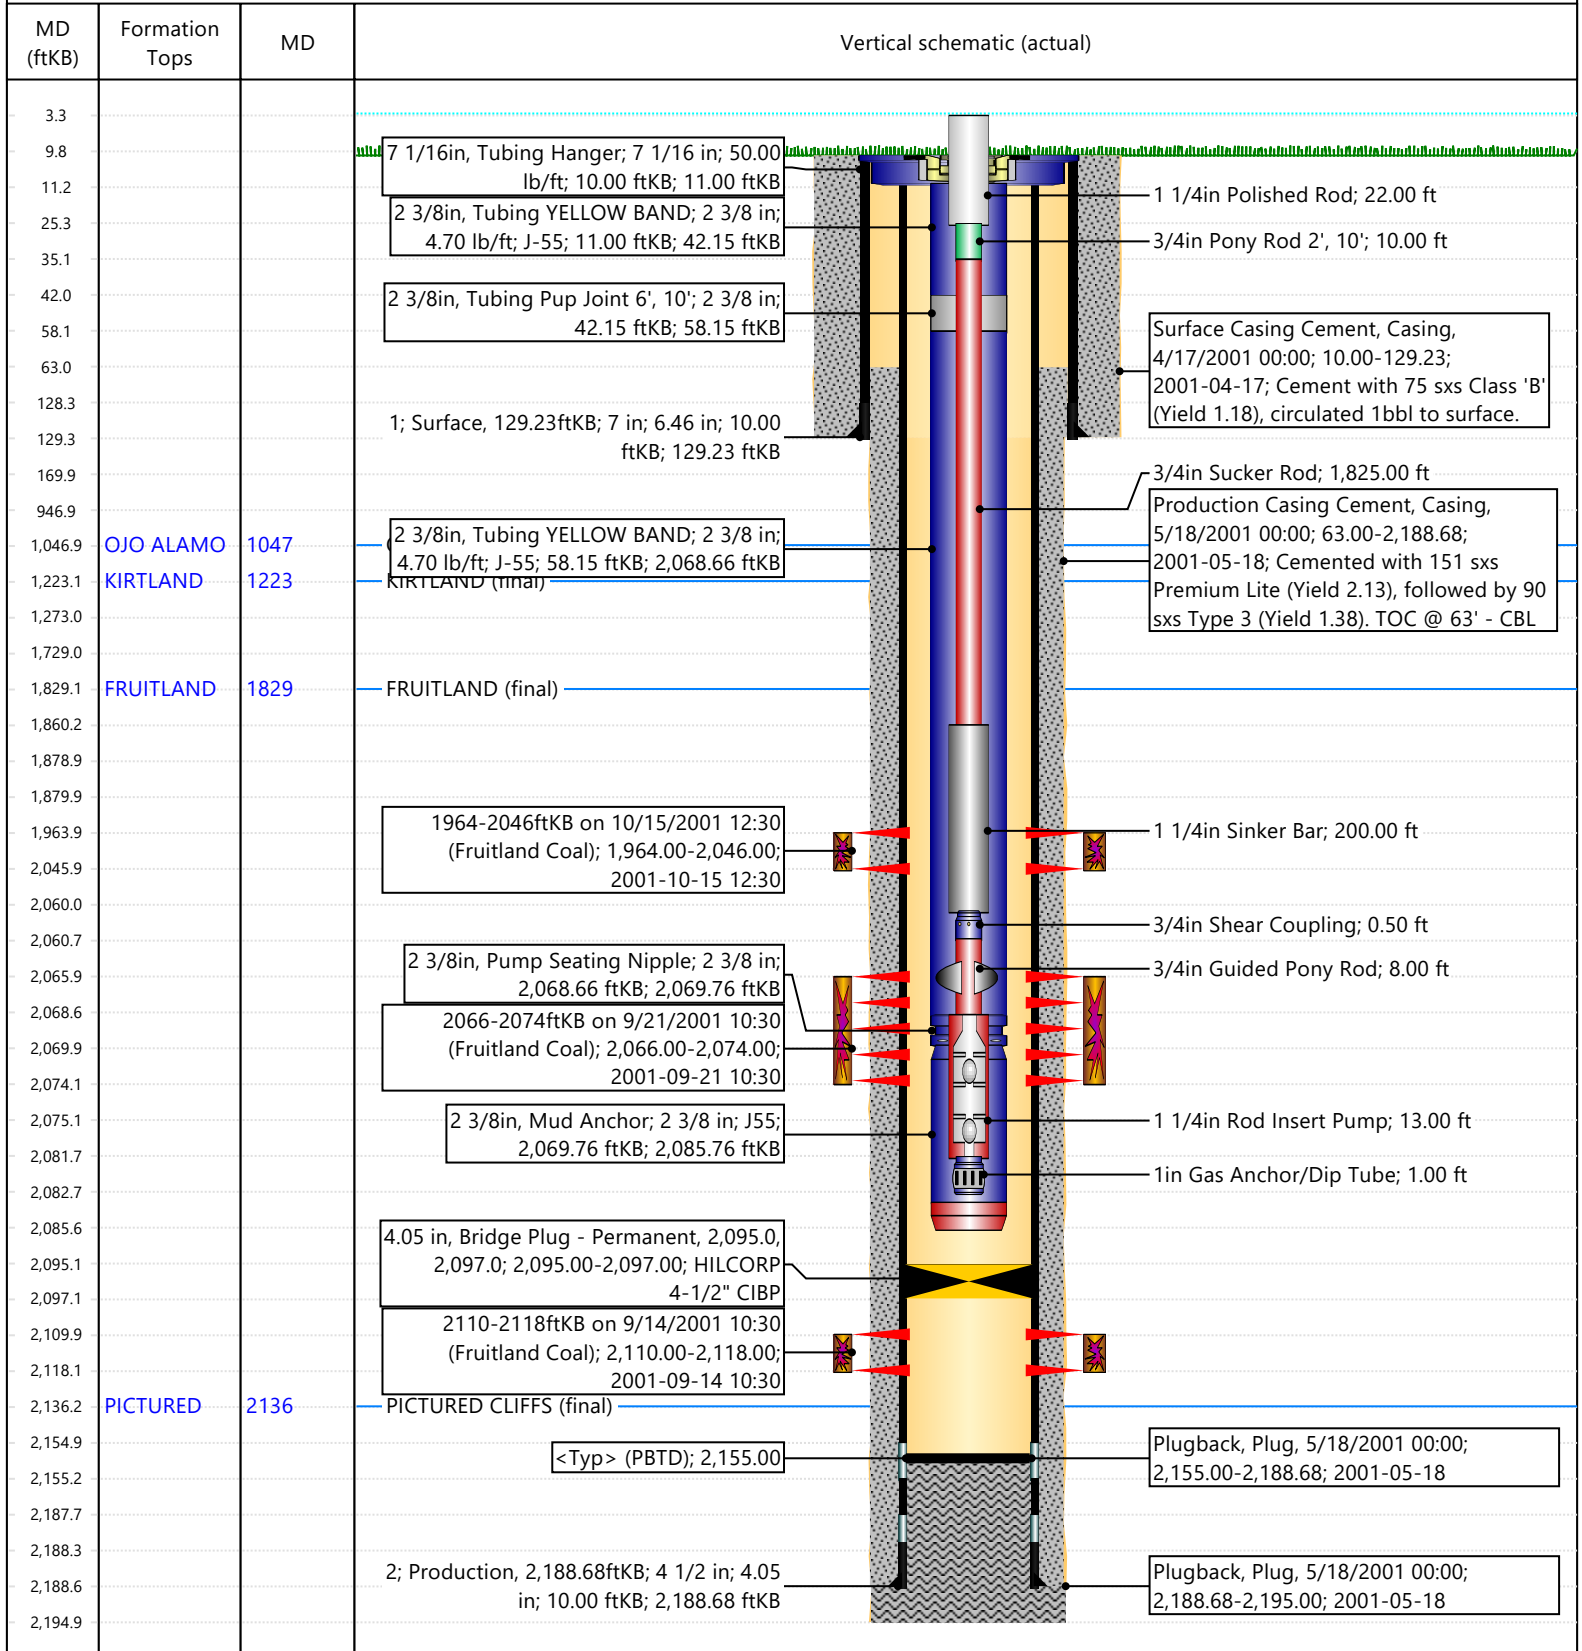 MD
(ftKB)
Formation
Tops
MD
Vertical schematic (actual)
3.3
9.8
11.2
25.3
35.1
42.0
58.1
63.0
128.3
129.3
169.9
946.9
1,046.9
1,223.1
1,273.0
1,729.0
1,829.1
1,860.2
1,878.9
1,879.9
1,963.9
2,045.9
2,060.0
2,060.7
2,065.9
2,068.6
2,069.9
2,074.1
2,075.1
2,081.7
2,082.7
2,085.6
2,095.1
2,097.1
2,109.9
2,118.1
2,136.2
2,154.9
2,155.2
2,187.7
2,188.3
2,188.6
2,194.9
OJO ALAMO 1047
KIRTLAND 1223
FRUITLAND 1829
PICTURED 2136
7 1/16in, Tubing Hanger; 7 1/16 in; 50.00
lb/ft; 10.00 ftKB; 11.00 ftKB
2 3/8in, Tubing YELLOW BAND; 2 3/8 in;
4.70 lb/ft; J-55; 11.00 ftKB; 42.15 ftKB
2 3/8in, Tubing Pup Joint 6', 10'; 2 3/8 in;
42.15 ftKB; 58.15 ftKB
1; Surface, 129.23ftKB; 7 in; 6.46 in; 10.00
ftKB; 129.23 ftKB
2 3/8in, Tubing YELLOW BAND; 2 3/8 in;
4.70 lb/ft; J-55; 58.15 ftKB; 2,068.66 ftKB
KIRTLAND (final)
FRUITLAND (final)
1964-2046ftKB on 10/15/2001 12:30
(Fruitland Coal); 1,964.00-2,046.00;
2001-10-15 12:30
2 3/8in, Pump Seating Nipple; 2 3/8 in;
2,068.66 ftKB; 2,069.76 ftKB
2066-2074ftKB on 9/21/2001 10:30
(Fruitland Coal); 2,066.00-2,074.00;
2001-09-21 10:30
2 3/8in, Mud Anchor; 2 3/8 in; J55;
2,069.76 ftKB; 2,085.76 ftKB
4.05 in, Bridge Plug - Permanent, 2,095.0,
2,097.0; 2,095.00-2,097.00; HILCORP
4-1/2" CIBP
2110-2118ftKB on 9/14/2001 10:30
(Fruitland Coal); 2,110.00-2,118.00;
2001-09-14 10:30
PICTURED CLIFFS (final)
<Typ> (PBTD); 2,155.00
2; Production, 2,188.68ftKB; 4 1/2 in; 4.05
in; 10.00 ftKB; 2,188.68 ftKB
1 1/4in Polished Rod; 22.00 ft
3/4in Pony Rod 2', 10'; 10.00 ft
Surface Casing Cement, Casing,
4/17/2001 00:00; 10.00-129.23;
2001-04-17; Cement with 75 sxs Class 'B'
(Yield 1.18), circulated 1bbl to surface.
3/4in Sucker Rod; 1,825.00 ft
Production Casing Cement, Casing,
5/18/2001 00:00; 63.00-2,188.68;
2001-05-18; Cemented with 151 sxs
Premium Lite (Yield 2.13), followed by 90
sxs Type 3 (Yield 1.38). TOC @ 63' - CBL
1 1/4in Sinker Bar; 200.00 ft
3/4in Shear Coupling; 0.50 ft
3/4in Guided Pony Rod; 8.00 ft
1 1/4in Rod Insert Pump; 13.00 ft
1in Gas Anchor/Dip Tube; 1.00 ft
Plugback, Plug, 5/18/2001 00:00;
2,155.00-2,188.68; 2001-05-18
Plugback, Plug, 5/18/2001 00:00;
2,188.68-2,195.00; 2001-05-18